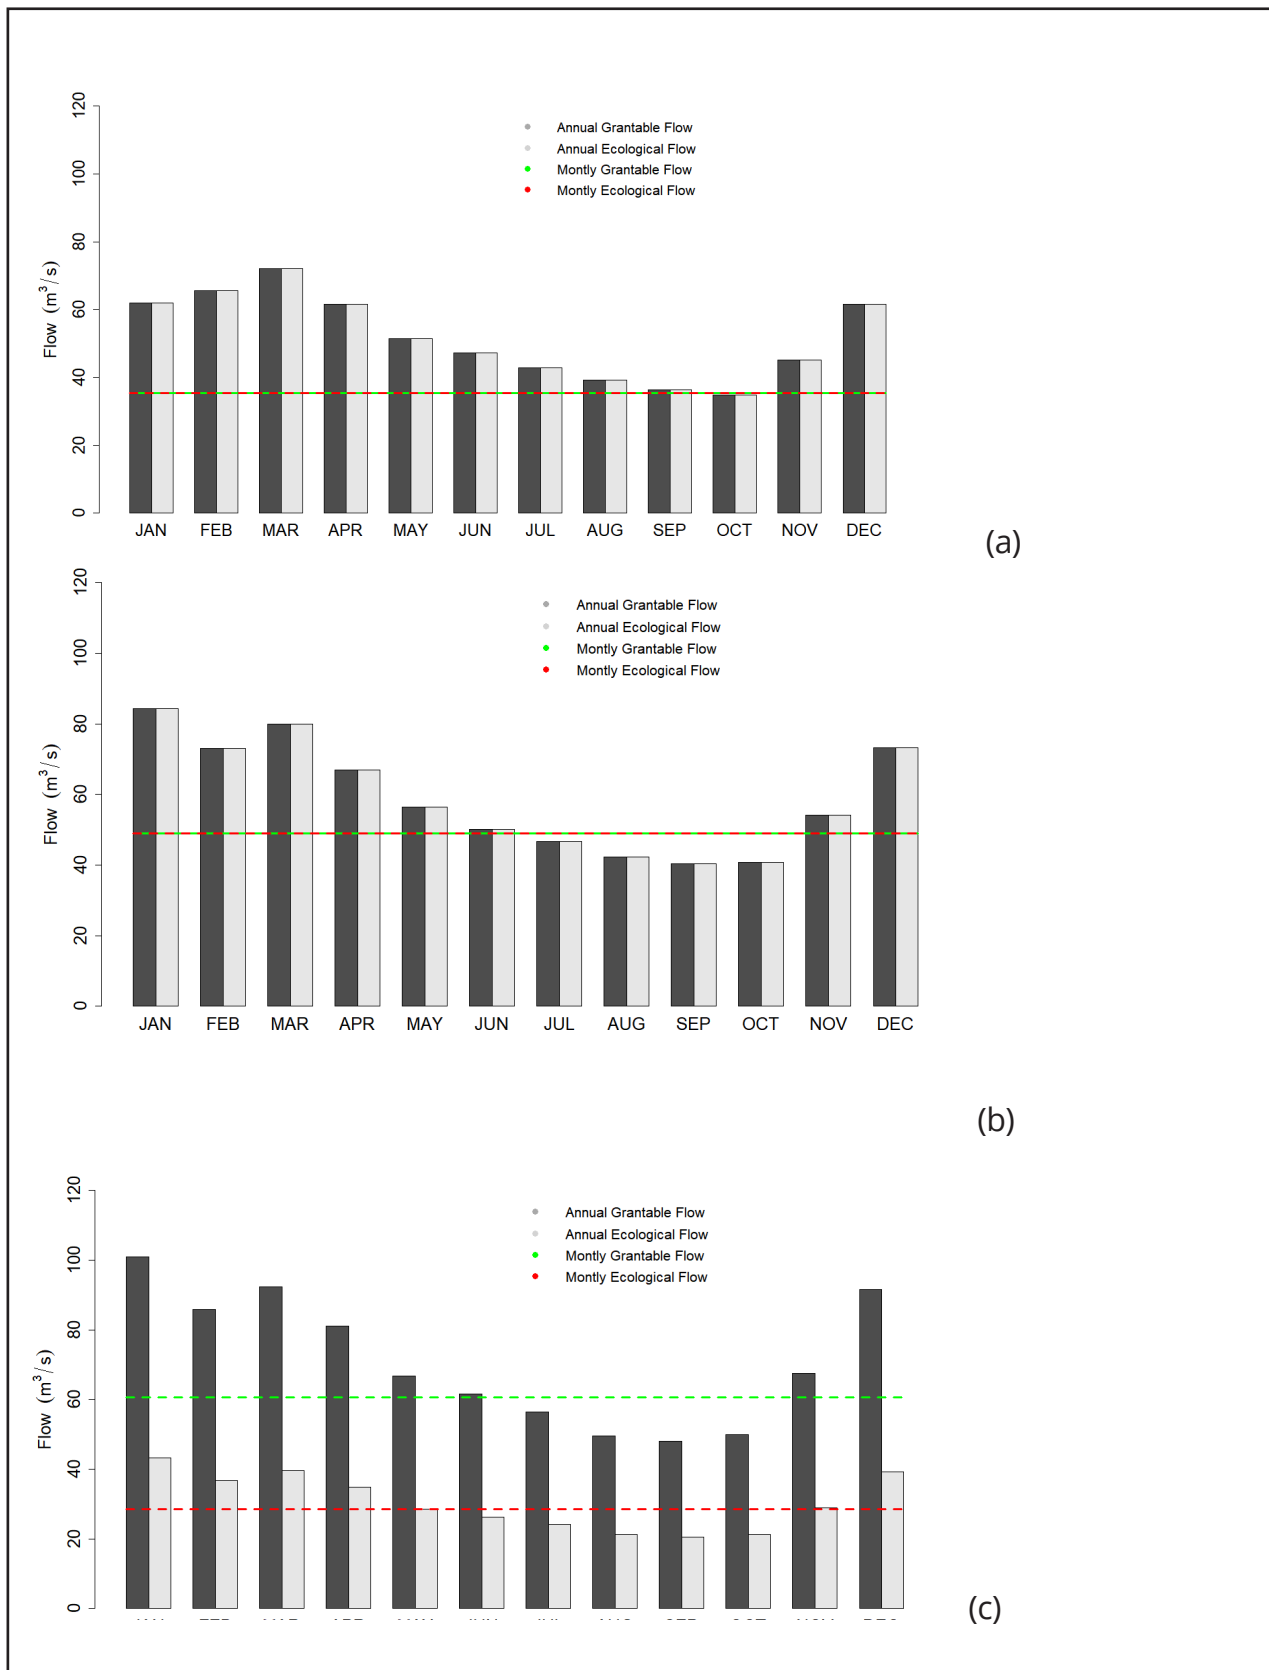 120
100
80
60
40
20
0
Flow (m³/s)
Annual Grantable Flow
Annual Ecological Flow
Montly Grantable Flow
Montly Ecological Flow
JAN FEB MAR APR MAY JUN JUL AUG SEP OCT NOV DEC
(a)
120
100
80
60
40
20
0
Flow (m³/s)
Annual Grantable Flow
Annual Ecological Flow
Montly Grantable Flow
Montly Ecological Flow
JAN FEB MAR APR MAY JUN JUL AUG SEP OCT NOV DEC
(b)
120
100
80
60
40
20
0
Flow (m³/s)
Annual Grantable Flow
Annual Ecological Flow
Montly Grantable Flow
Montly Ecological Flow
(c)